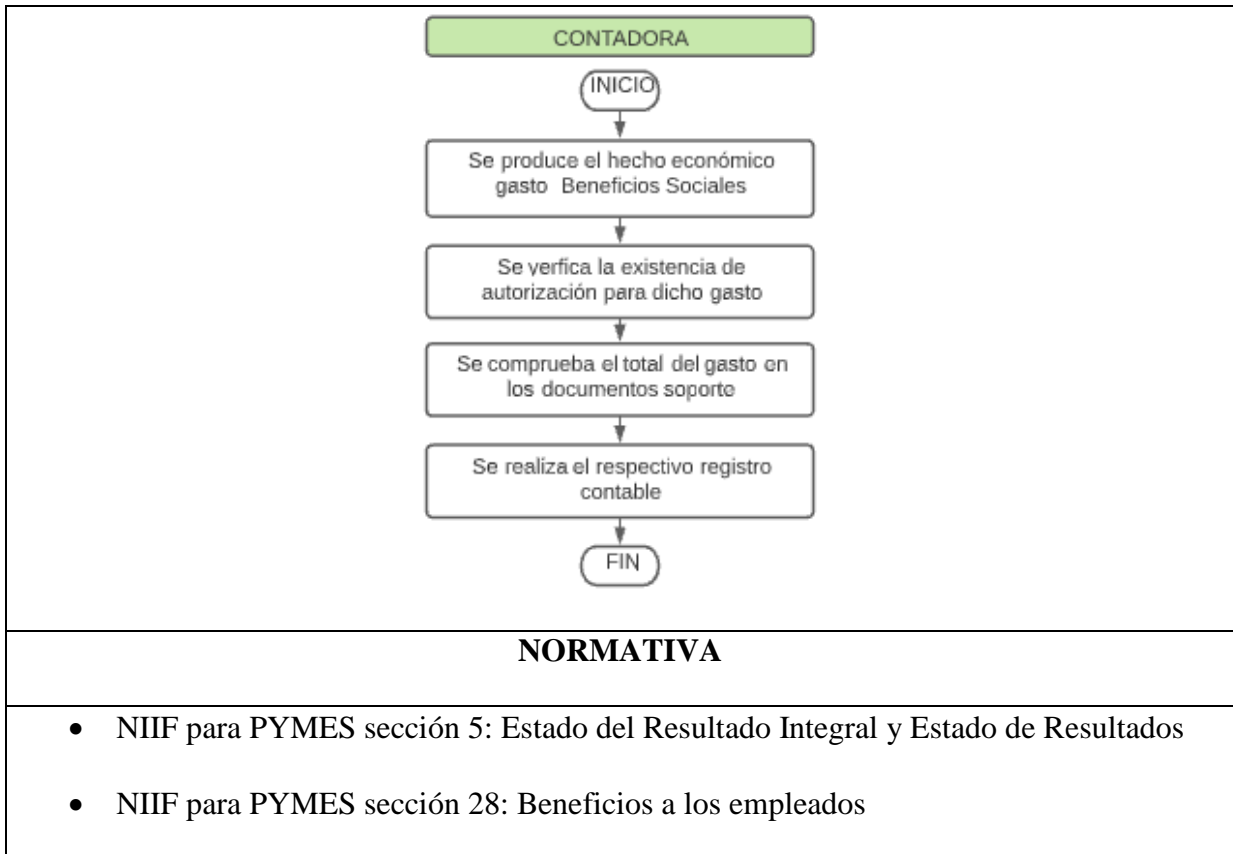 CONTADORA
INICIO
Se produce el hecho económico
gasto Beneficios Sociales
Se verfica la existencia de
autorización para dicho gasto
Se comprueba el total del gasto en
los documentos soporte
Se realiza el respectivo registro
contable
FIN
NORMATIVA
• NIIF para PYMES sección 5: Estado del Resultado Integral y Estado de Resultados
• NIIF para PYMES sección 28: Beneficios a los empleados